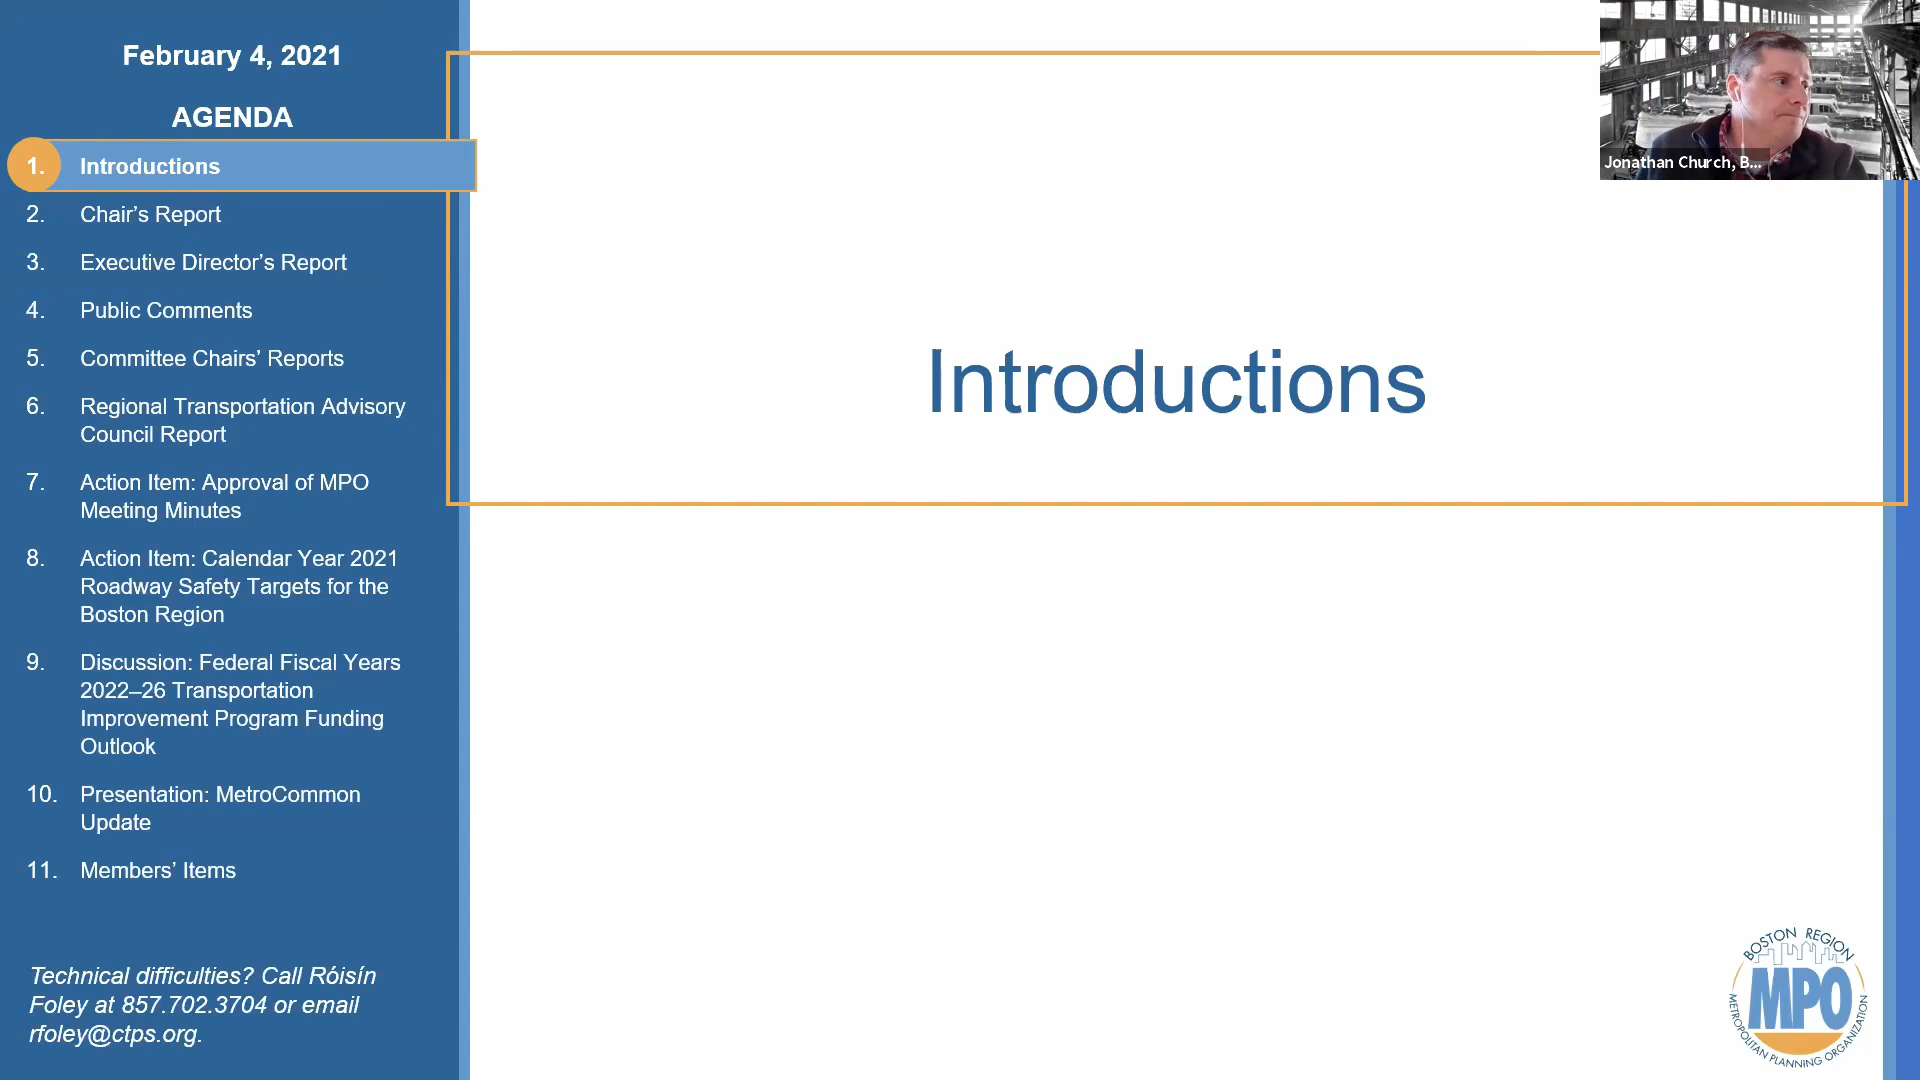 February 4, 2021
AGENDA
1. Introductions
2. Chair’s Report
3. Executive Director’s Report
4. Public Comments
5. Committee Chairs’ Reports
6. Regional Transportation Advisory
Council Report
7. Action Item: Approval of MPO
Meeting Minutes
8. Action Item: Calendar Year 2021
Roadway Safety Targets for the
Boston Region
9. Discussion: Federal Fiscal Years
2022–26 Transportation
Improvement Program Funding
Outlook
10. Presentation: MetroCommon
Update
11. Members’ Items
Technical difficulties? Call Róisín
Foley at 857.702.3704 or email
rfoley@ctps.org.
Introductions
Jonathan Church, B...
BOSTON REGION
MPO
METROPOLITAN PLANNING ORGANIZATION